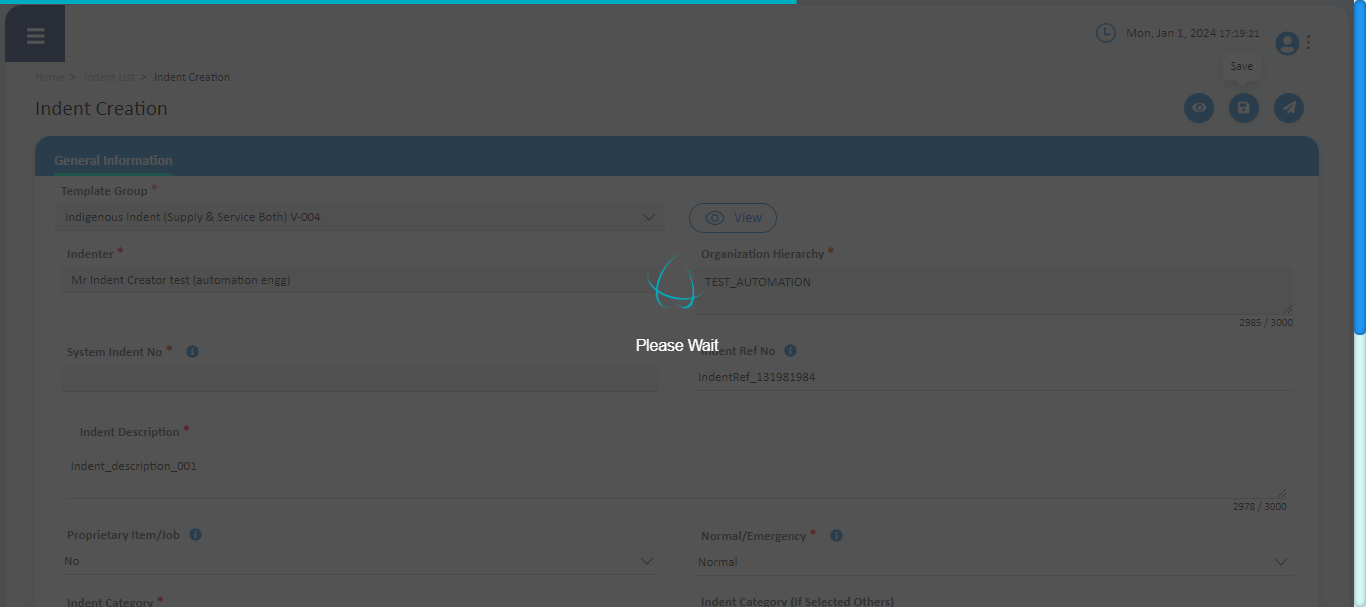 Mon, Jan 1, 2024 17:19:21
Home > Indent List > Indent Creation
Save
Indent Creation
General Information
Template Group *
Indigenous Indent (Supply & Service Both) V-004
View
Indenter *
Organization Hierarchy *
Mr Indent Creator test (automation engg)
TEST_AUTOMATION
2985 / 3000
Please Wait
System Indent No *
Indent Ref No
IndentRef_131981984
Indent Description *
Indent_description_001
2978 / 3000
Proprietary Item/Job
Normal/Emergency *
No
Normal
Indent Category *
Indent Category (If Selected Others)